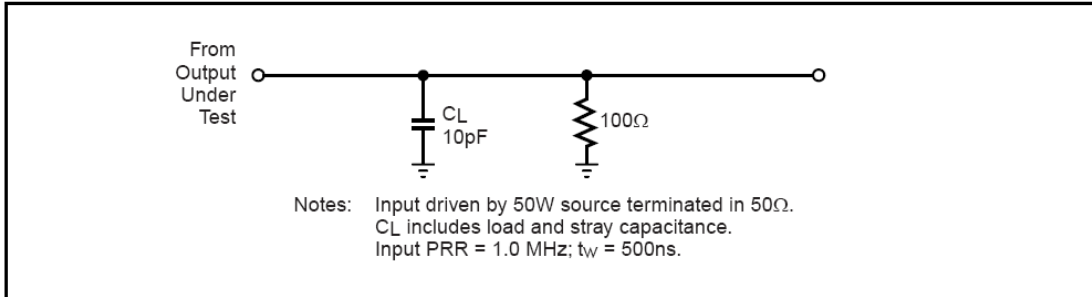 From
Output
Under
Test
CL
10pF
100Ω
Notes: Input driven by 50W source terminated in 50Ω.
CL includes load and stray capacitance.
Input PRR = 1.0 MHz; tw = 500ns.